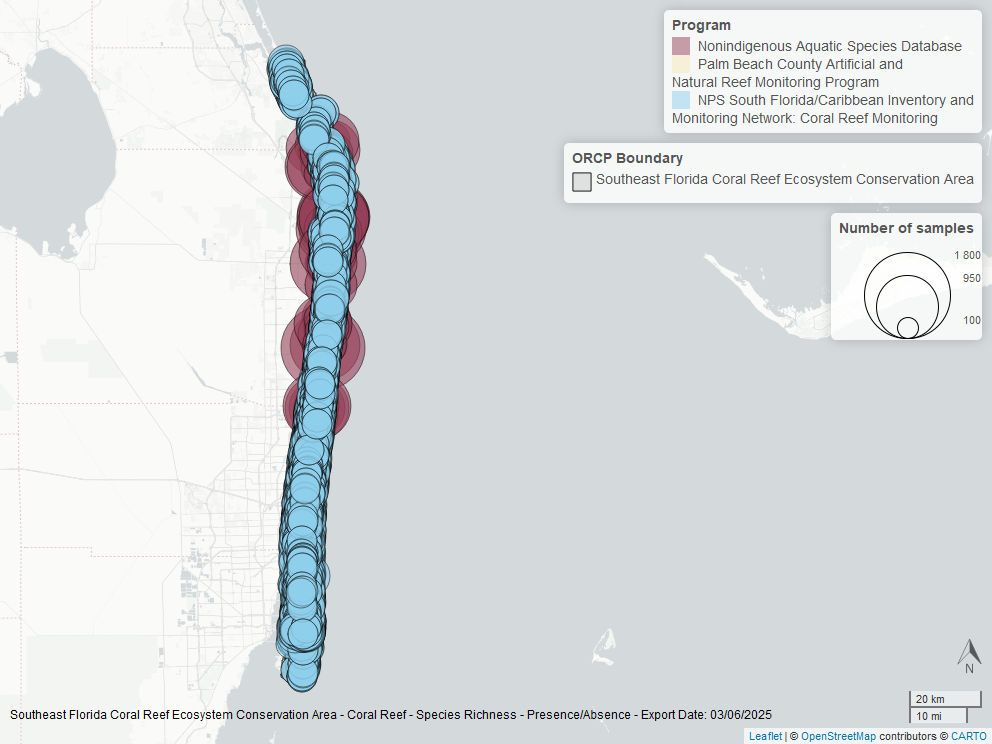 Program
Nonindigenous Aquatic Species Database
Palm Beach County Artificial and
Natural Reef Monitoring Program
NPS South Florida/Caribbean Inventory and
Monitoring Network: Coral Reef Monitoring
ORCP Boundary
Southeast Florida Coral Reef Ecosystem Conservation Area
Number of samples
1 800
950
100
N
20 km
10 mi
Southeast Florida Coral Reef Ecosystem Conservation Area - Coral Reef - Species Richness - Presence/Absence - Export Date: 03/06/2025
Leaflet | © OpenStreetMap contributors © CARTO